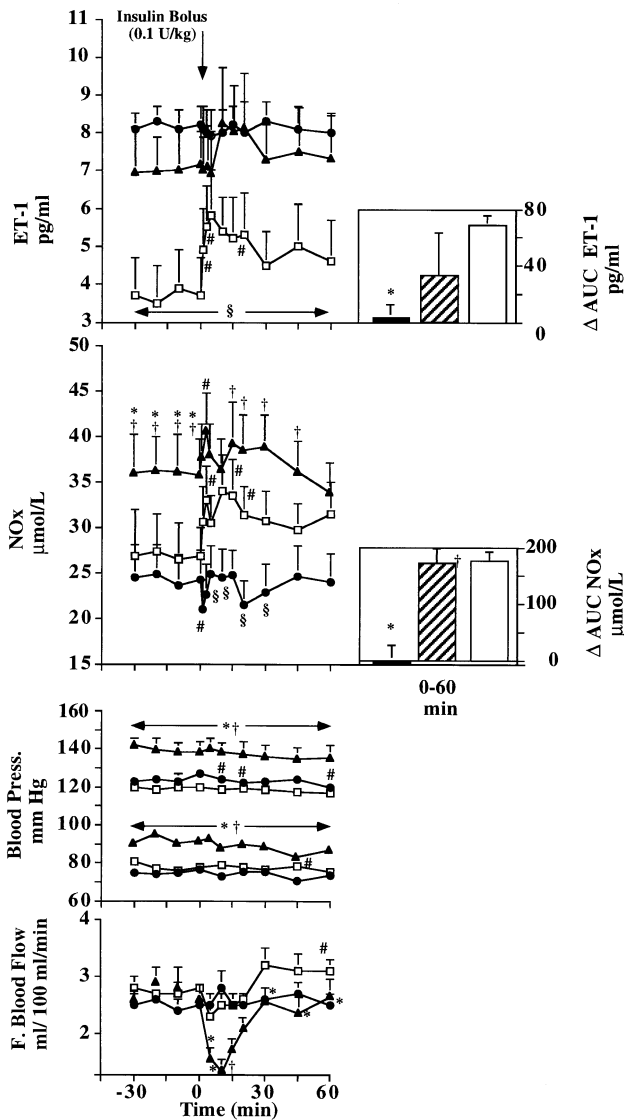 Insulin Bolus
(0.1 U/kg)
11
10
9
8
7
6
5
4
3
ET-1
pg/ml
#
#
#
§
*
80
40
0
Δ AUC ET-1
pg/ml
50
45
40
35
30
25
20
15
NOx
μmol/L
* * * *
† † † †
#
† † † †
# # #
#
§ § § §
*
†
200
100
0
Δ AUC NOx
μmol/L
0-60
min
160
140
120
100
80
60
Blood Press.
mm Hg
*†
# # #
* †
#
4
3
2
F. Blood Flow
ml/ 100 ml/min
#
*
*
†
*
*
*
-30 0 30 60
Time (min)